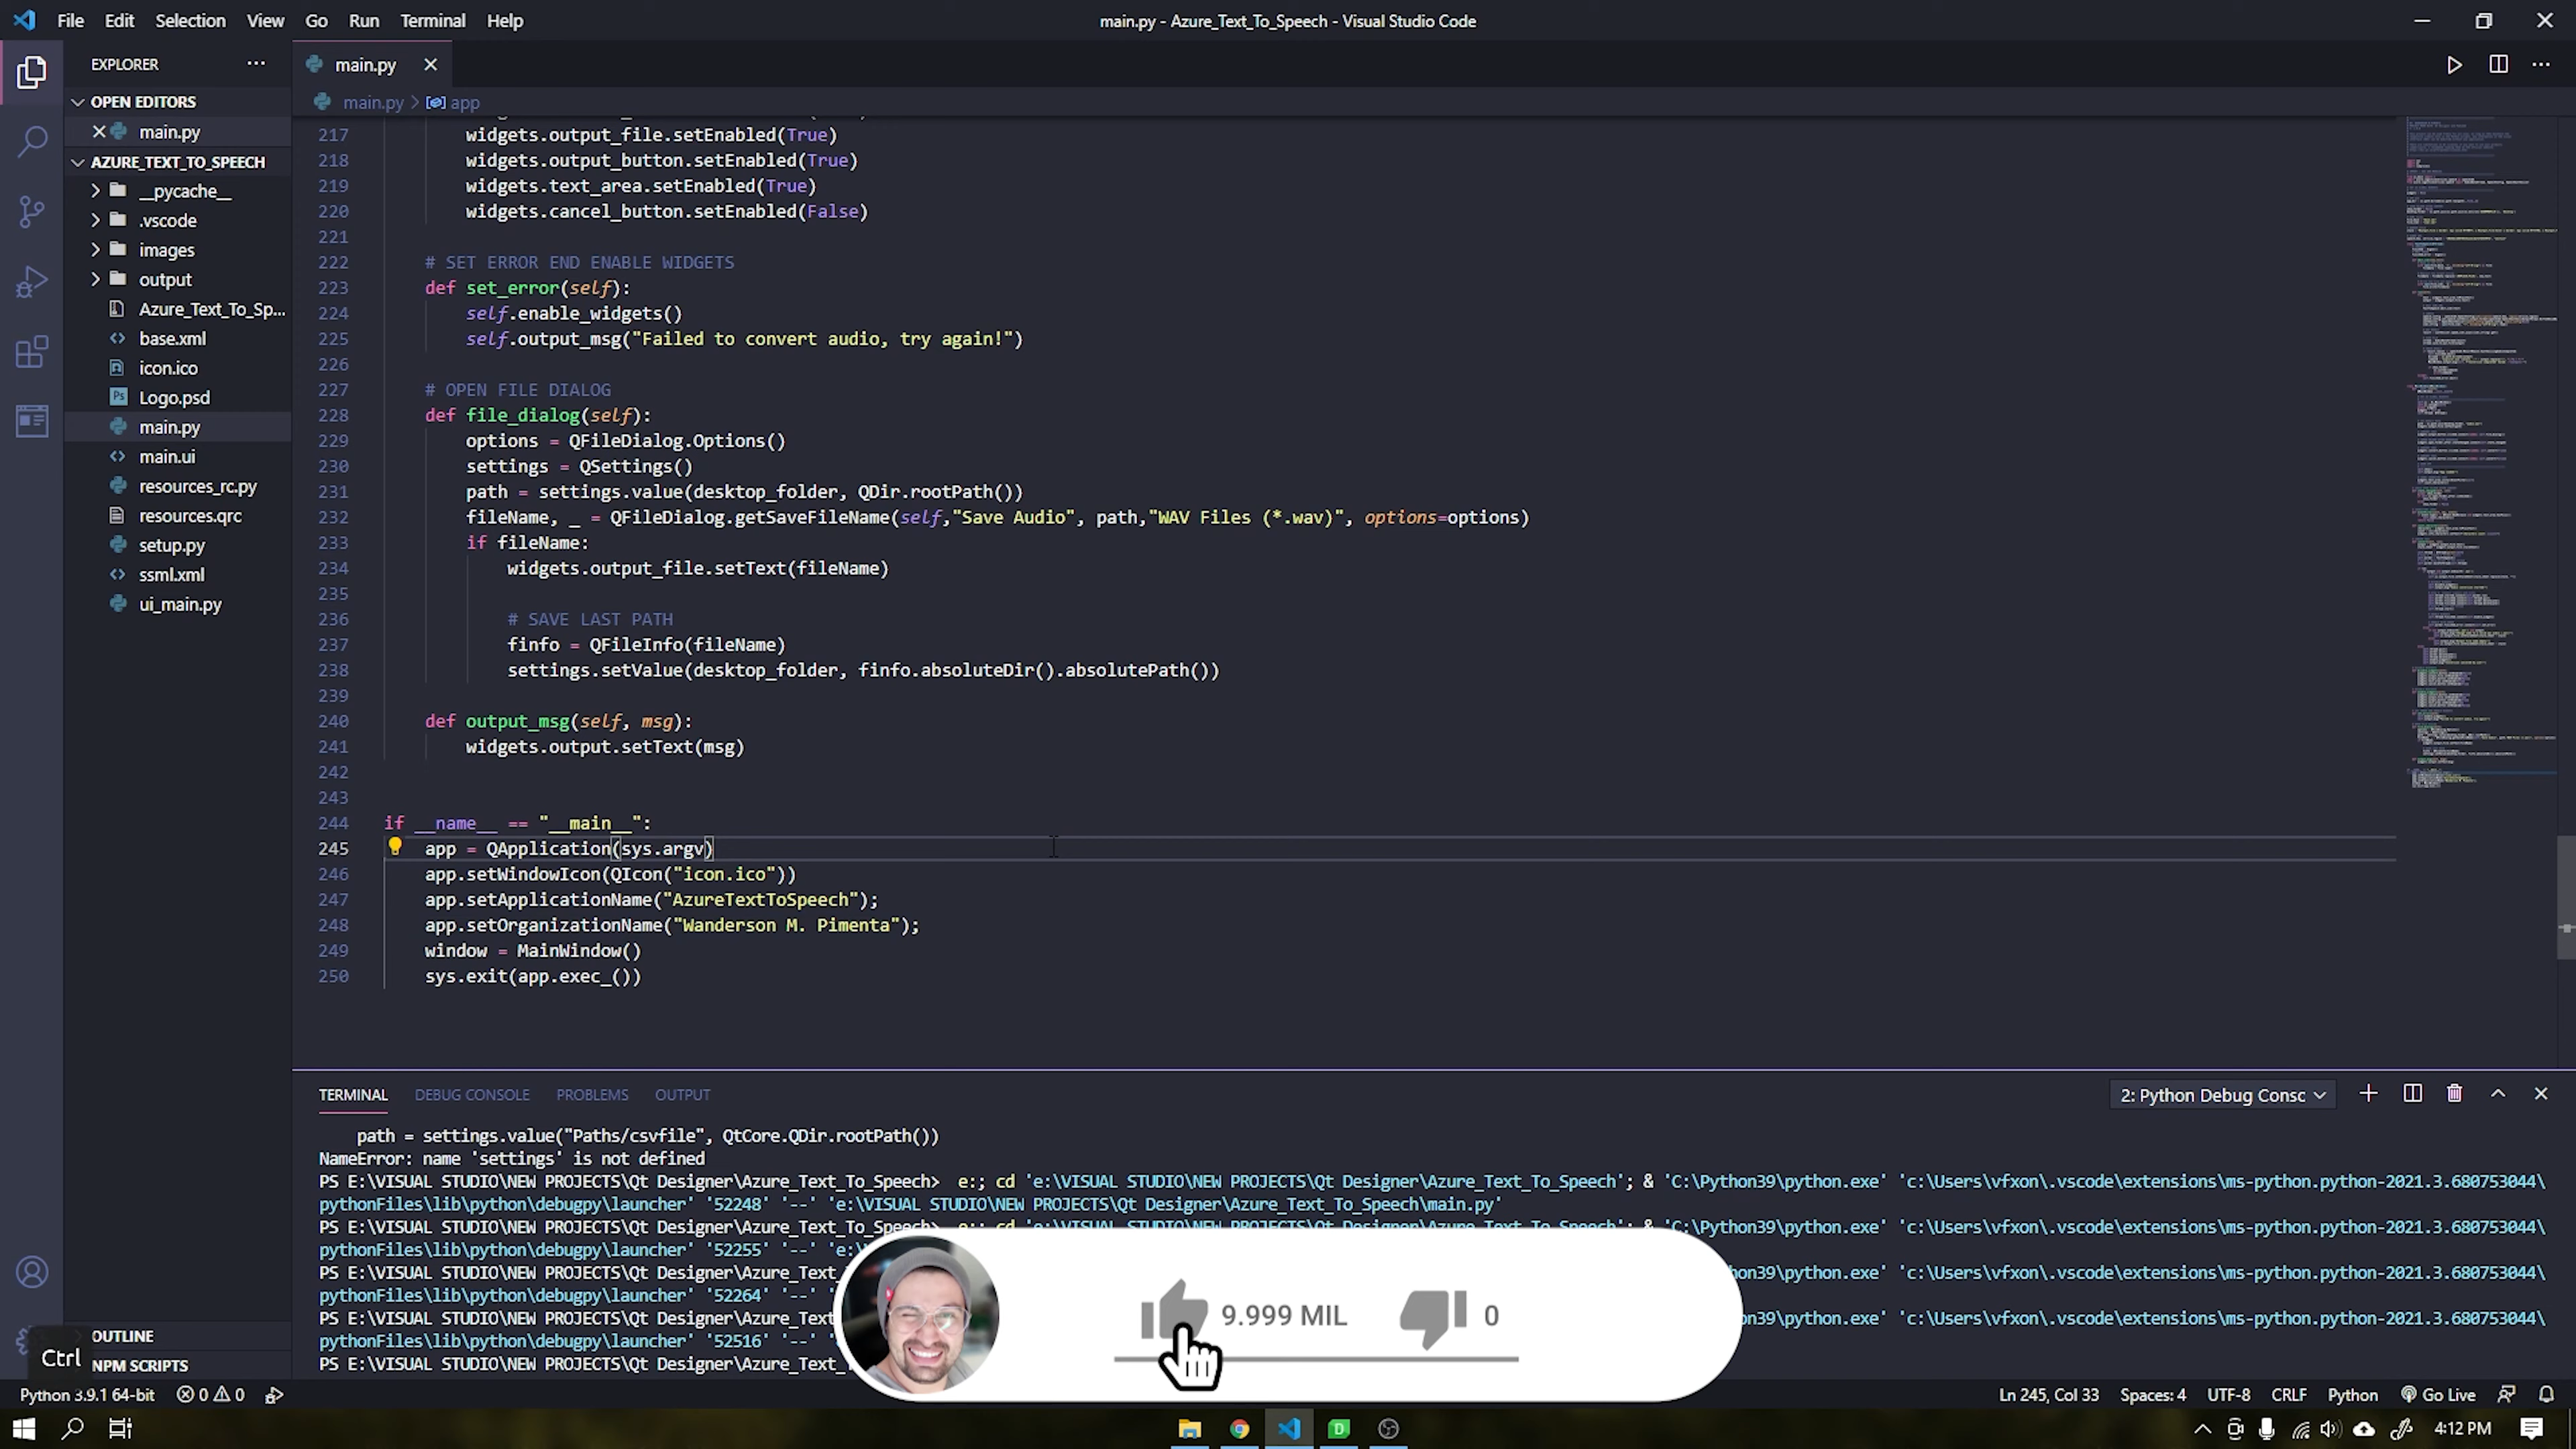 File Edit Selection View Go Run Terminal Help
main.py - Azure_Text_To_Speech - Visual Studio Code
EXPLORER
OPEN EDITORS
main.py
AZURE_TEXT_TO_SPEECH
__pycache__
.vscode
images
output
Azure_Text_To_Sp...
base.xml
icon.ico
Logo.psd
main.py
main.ui
resources_rc.py
resources.qrc
setup.py
ssml.xml
ui_main.py
OUTLINE
NPM SCRIPTS
Ctrl
main.py
main.py > app
217 widgets.output_file.setEnabled(True)
218 widgets.output_button.setEnabled(True)
219 widgets.text_area.setEnabled(True)
220 widgets.cancel_button.setEnabled(False)
221
222 # SET ERROR END ENABLE WIDGETS
223 def set_error(self):
224 self.enable_widgets()
225 self.output_msg("Failed to convert audio, try again!")
226
227 # OPEN FILE DIALOG
228 def file_dialog(self):
229 options = QFileDialog.Options()
230 settings = QSettings()
231 path = settings.value(desktop_folder, QDir.rootPath())
232 fileName, _ = QFileDialog.getSaveFileName(self,"Save Audio", path,"WAV Files (*.wav)", options=options)
233 if fileName:
234 widgets.output_file.setText(fileName)
235
236 # SAVE LAST PATH
237 finfo = QFileInfo(fileName)
238 settings.setValue(desktop_folder, finfo.absoluteDir().absolutePath())
239
240 def output_msg(self, msg):
241 widgets.output.setText(msg)
242
243
244 if __name__ == "__main__":
245 app = QApplication(sys.argv)
246 app.setWindowIcon(QIcon("icon.ico"))
247 app.setApplicationName("AzureTextToSpeech");
248 app.setOrganizationName("Wanderson M. Pimenta");
249 window = MainWindow()
250 sys.exit(app.exec_())
TERMINAL DEBUG CONSOLE PROBLEMS OUTPUT
2: Python Debug Consc
path = settings.value("Paths/csvfile", QtCore.QDir.rootPath())
NameError: name 'settings' is not defined
PS E:\VISUAL STUDIO\NEW PROJECTS\Qt Designer\Azure_Text_To_Speech> e:; cd 'e:\VISUAL STUDIO\NEW PROJECTS\Qt Designer\Azure_Text_To_Speech'; & 'C:\Python39\python.exe' 'c:\Users\vfxon\.vscode\extensions\ms-python.python-2021.3.680753044\
pythonFiles\lib\python\debugpy\launcher' '52248' '--' 'e:\VISUAL STUDIO\NEW PROJECTS\Qt Designer\Azure_Text_To_Speech\main.py'
PS E:\VISUAL STUDIO\NEW PROJECTS\Qt Designer\Azure_Text_To_Speech> e:; cd 'e:\VISUAL STUDIO\NEW PROJECTS\Qt Designer\Azure_Text_To_Speech'; & 'C:\Python39\python.exe' 'c:\Users\vfxon\.vscode\extensions\ms-python.python-2021.3.680753044\
pythonFiles\lib\python\debugpy\launcher' '52255' '--' 'e:\
PS E:\VISUAL STUDIO\NEW PROJECTS\Qt Designer\Azure_Text_ hon39\python.exe' 'c:\Users\vfxon\.vscode\extensions\ms-python.python-2021.3.680753044\
pythonFiles\lib\python\debugpy\launcher' '52264' '--'
PS E:\VISUAL STUDIO\NEW PROJECTS\Qt Designer\Azure_Text_ hon39\python.exe' 'c:\Users\vfxon\.vscode\extensions\ms-python.python-2021.3.680753044\
pythonFiles\lib\python\debugpy\launcher' '52516' '--'
PS E:\VISUAL STUDIO\NEW PROJECTS\Qt Designer\Azure_Text_
9.999 MIL 0
Python 3.9.1 64-bit 0 0
Ln 245, Col 33 Spaces: 4 UTF-8 CRLF Python Go Live
4:12 PM